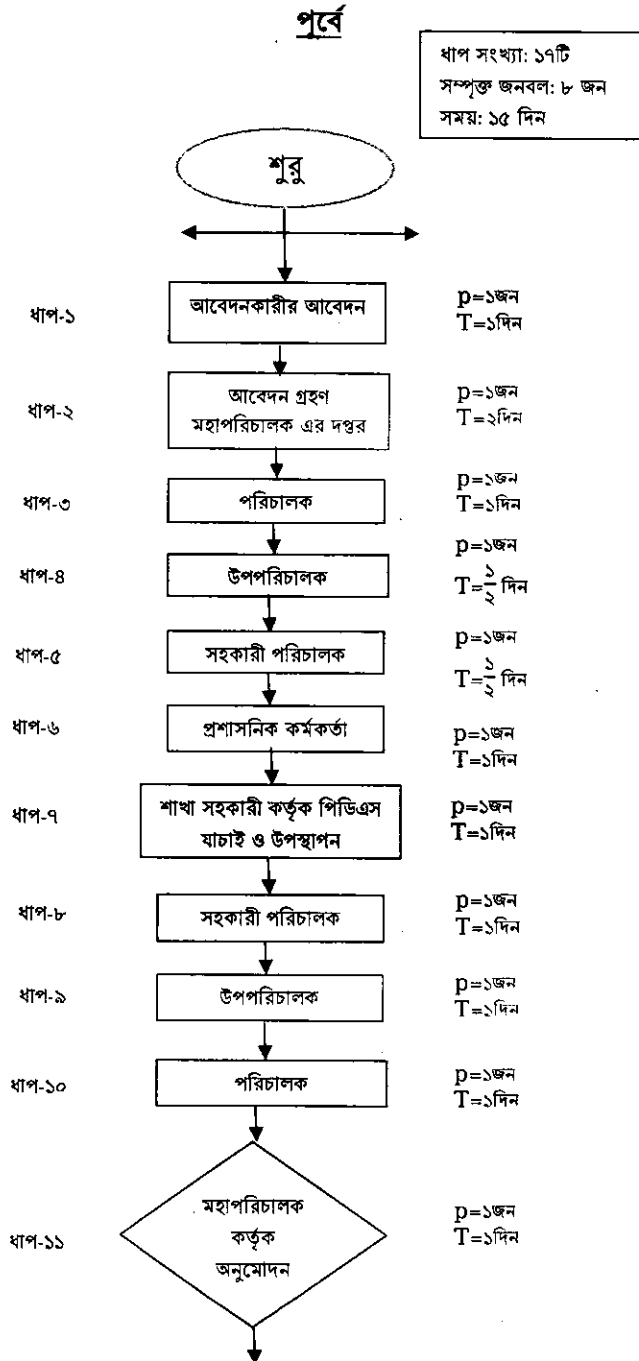 পূর্বে
ধাপ সংখ্যা: ১৭টি
সম্পৃক্ত জনবল: ৮ জন
সময়: ১৫ দিন
শুরু
ধাপ-১
আবেদনকারীর আবেদন
p=১জন
T=১দিন
ধাপ-২
আবেদন গ্রহণ
মহাপরিচালক এর দপ্তর
p=১জন
T=২দিন
ধাপ-৩
পরিচালক
p=১জন
T=১দিন
ধাপ-৪
উপপরিচালক
p=১জন
T=১/২ দিন
ধাপ-৫
সহকারী পরিচালক
p=১জন
T=১/২ দিন
ধাপ-৬
প্রশাসনিক কর্মকর্তা
p=১জন
T=১দিন
ধাপ-৭
শাখা সহকারী কর্তৃক পিডিএস
যাচাই ও উপস্থাপন
p=১জন
T=১দিন
ধাপ-৮
সহকারী পরিচালক
p=১জন
T=১দিন
ধাপ-৯
উপপরিচালক
p=১জন
T=১দিন
ধাপ-১০
পরিচালক
p=১জন
T=১দিন
ধাপ-১১
মহাপরিচালক
কর্তৃক
অনুমোদন
p=১জন
T=১দিন